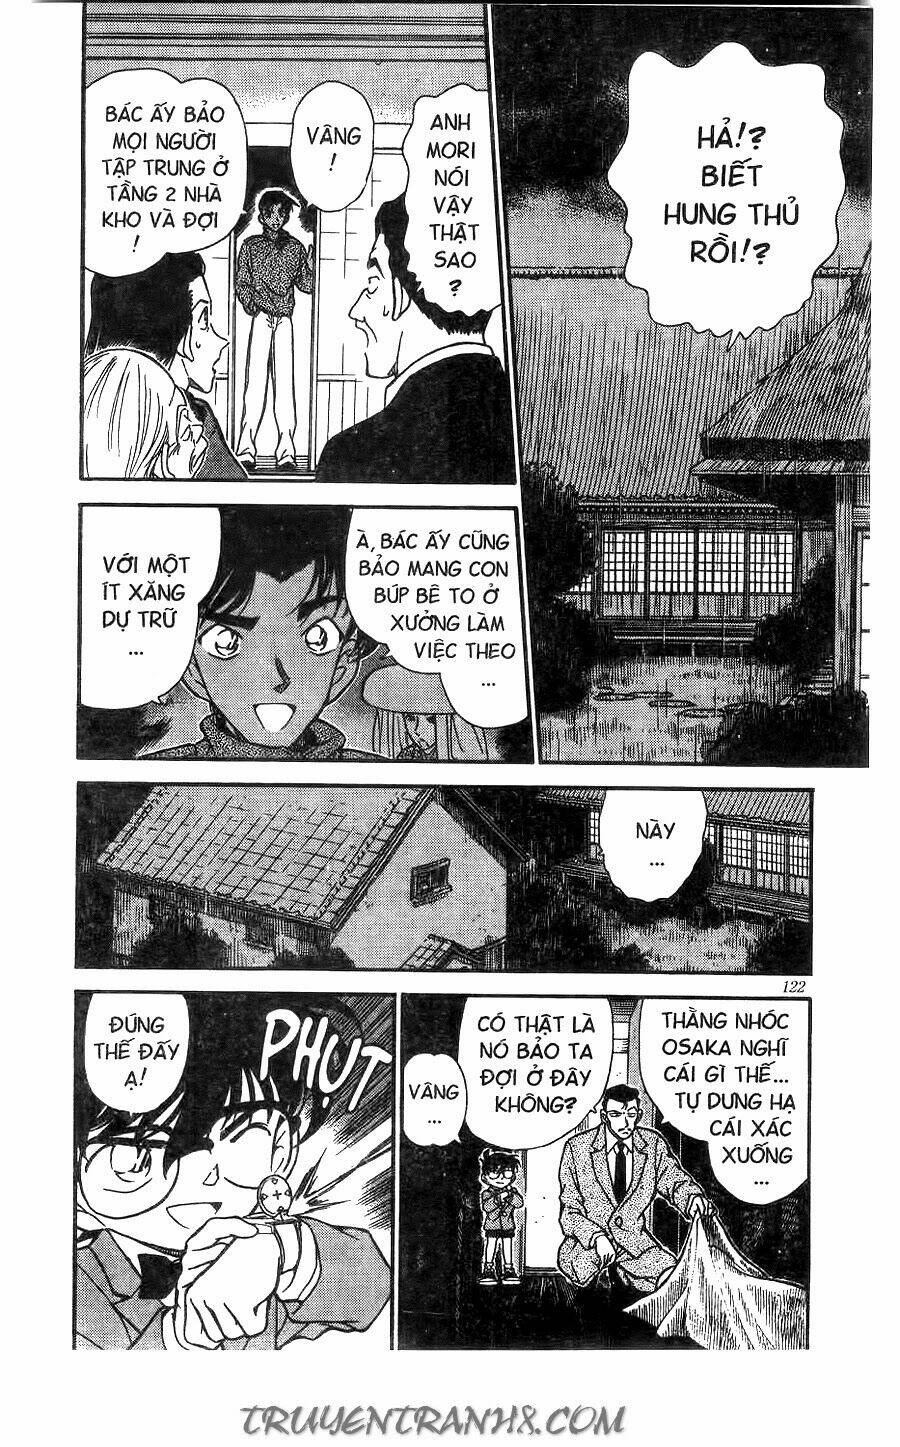 HẢ!?
BIẾT
HUNG THỦ
RỒI!?
ANH
MORI
NÓI
VẬY
THẬT
SAO
?
VÂNG
!
BÁC ẤY BẢO
MỌI NGƯỜI
TẬP TRUNG Ở
TẦNG 2 NHÀ
KHO VÀ ĐỢI
!
À, BÁC ẤY CŨNG
BẢO MANG CON
BÚP BÊ TO Ở
XƯỞNG LÀM
VIỆC THEO
...
VỚI MỘT
ÍT XĂNG
DỰ TRỮ
...
NÀY
...
122
THẰNG NHÓC
OSAKA NGHĨ
CÁI GÌ THẾ...
TỰ DUNG HẠ
CÁI XÁC
XUỐNG
...
CÓ THẬT LÀ
NÓ BẢO TA
ĐỢI Ở ĐÂY
KHÔNG?
VÂNG
...
ĐÚNG
THẾ ĐẤY
Ạ!
PHỤT
TRUYENTRANH8.COM